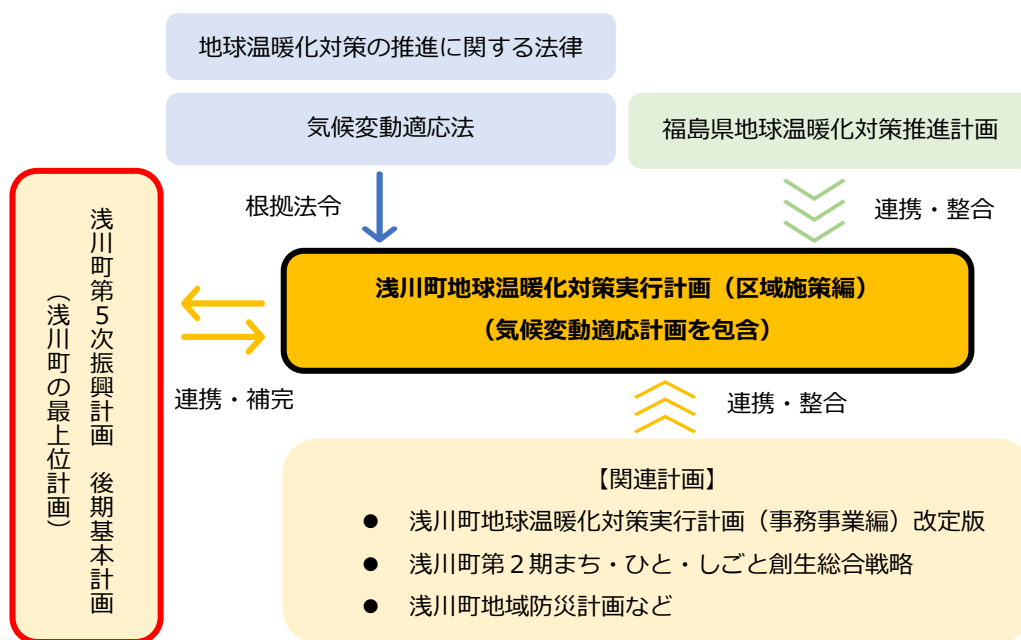 地球温暖化対策の推進に関する法律
気候変動適応法
福島県地球温暖化対策推進計画
根拠法令
連携・整合
浅川町第5次振興計画　後期基本計画
（浅川町の最上位計画）
浅川町地球温暖化対策実行計画（区域施策編）
（気候変動適応計画を包含）
連携・補完
連携・整合
【関連計画】
● 浅川町地球温暖化対策実行計画（事務事業編）改定版
● 浅川町第２期まち・ひと・しごと創生総合戦略
● 浅川町地域防災計画など